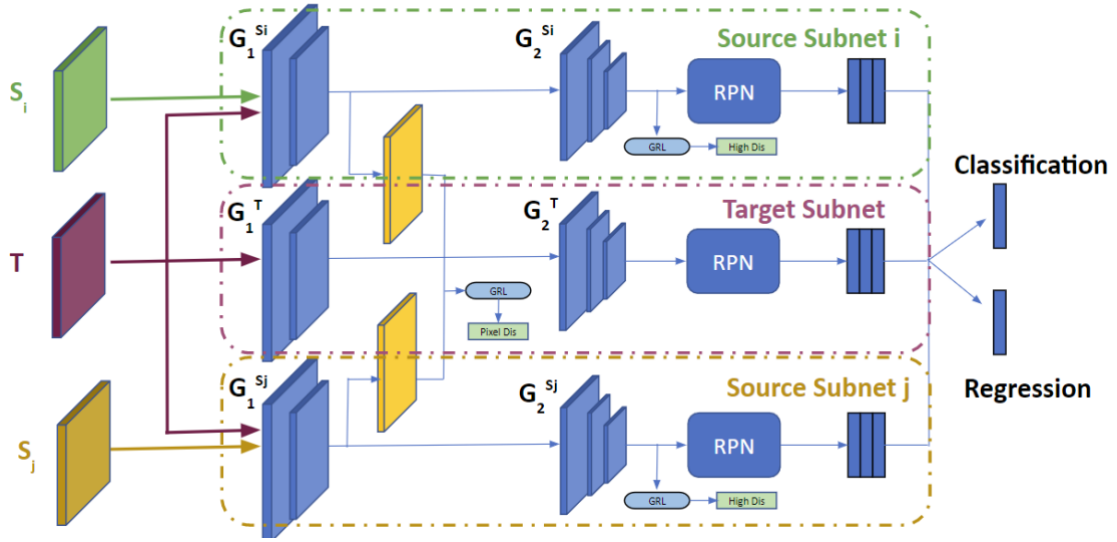 G₁ˢⁱ
G₂ˢⁱ
Source Subnet i
Sᵢ
RPN
GRL
High Dis
Classification
G₁ᵀ
G₂ᵀ
Target Subnet
T
RPN
GRL
Pixel Dis
G₁ˢʲ
G₂ˢʲ
Source Subnet j
Regression
Sⱼ
RPN
GRL
High Dis